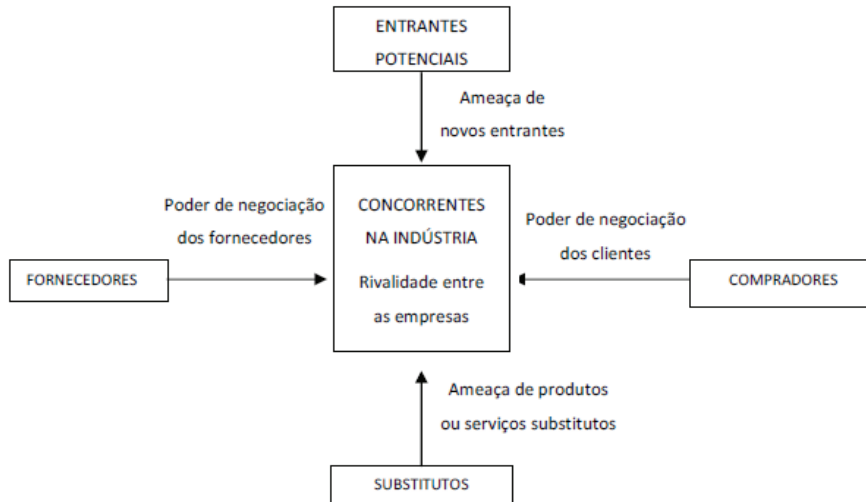 ENTRANTES
POTENCIAIS
Ameaça de
novos entrantes
Poder de negociação
dos fornecedores
CONCORRENTES
NA INDÚSTRIA
Rivalidade entre
as empresas
Poder de negociação
dos clientes
FORNECEDORES
COMPRADORES
Ameaça de produtos
ou serviços substitutos
SUBSTITUTOS